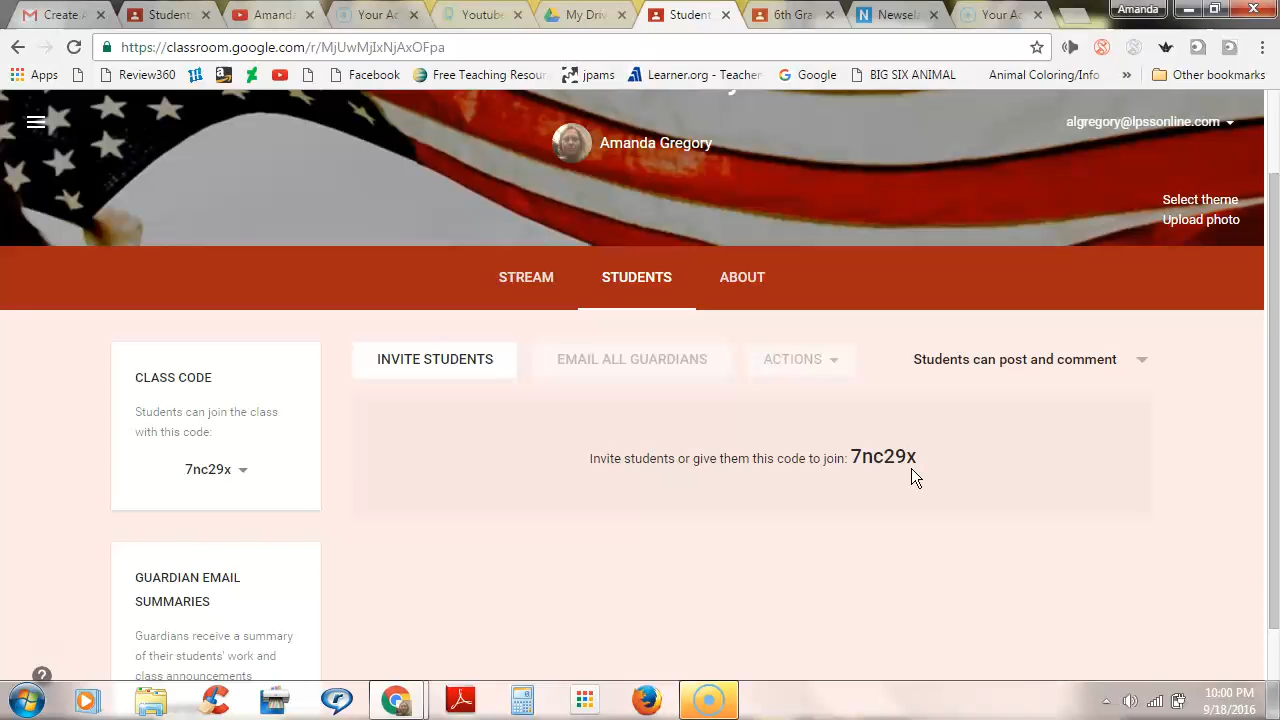 Create A
Student
Amanda
Your Ac
Youtube
My Driv
Student
6th Gra
Newsela
Your Ac
Amanda
https://classroom.google.com/r/MjUwMjIxNjAxOFpa
Apps
Review360
Facebook
Free Teaching Resou
jpams
Learner.org - Teacher
Google
BIG SIX ANIMAL
Animal Coloring/Info
»
Other bookmarks
Amanda Gregory
algregory@lpssonline.com
Select theme
Upload photo
STREAM
STUDENTS
ABOUT
CLASS CODE
Students can join the class
with this code:
7nc29x
INVITE STUDENTS
EMAIL ALL GUARDIANS
ACTIONS
Students can post and comment
Invite students or give them this code to join: 7nc29x
GUARDIAN EMAIL
SUMMARIES
Guardians receive a summary
of their students' work and
class announcements
?
10:00 PM
9/18/2016